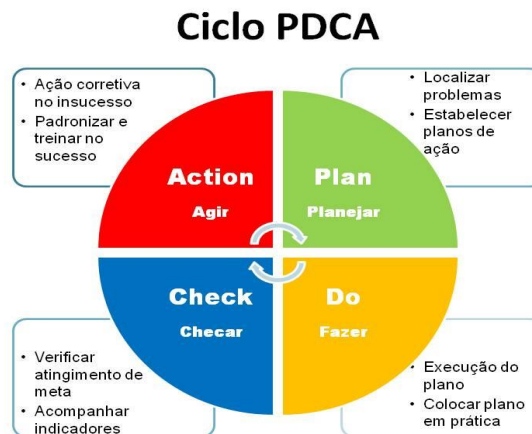 Ciclo PDCA
• Ação corretiva
no insucesso
• Padronizar e
treinar no
sucesso
• Localizar
problemas
• Estabelecer
planos de
ação
Action
Agir
Plan
Planejar
Check
Checar
Do
Fazer
• Verificar
atingimento de
meta
• Acompanhar
indicadores
• Execução do
plano
• Colocar plano
em prática